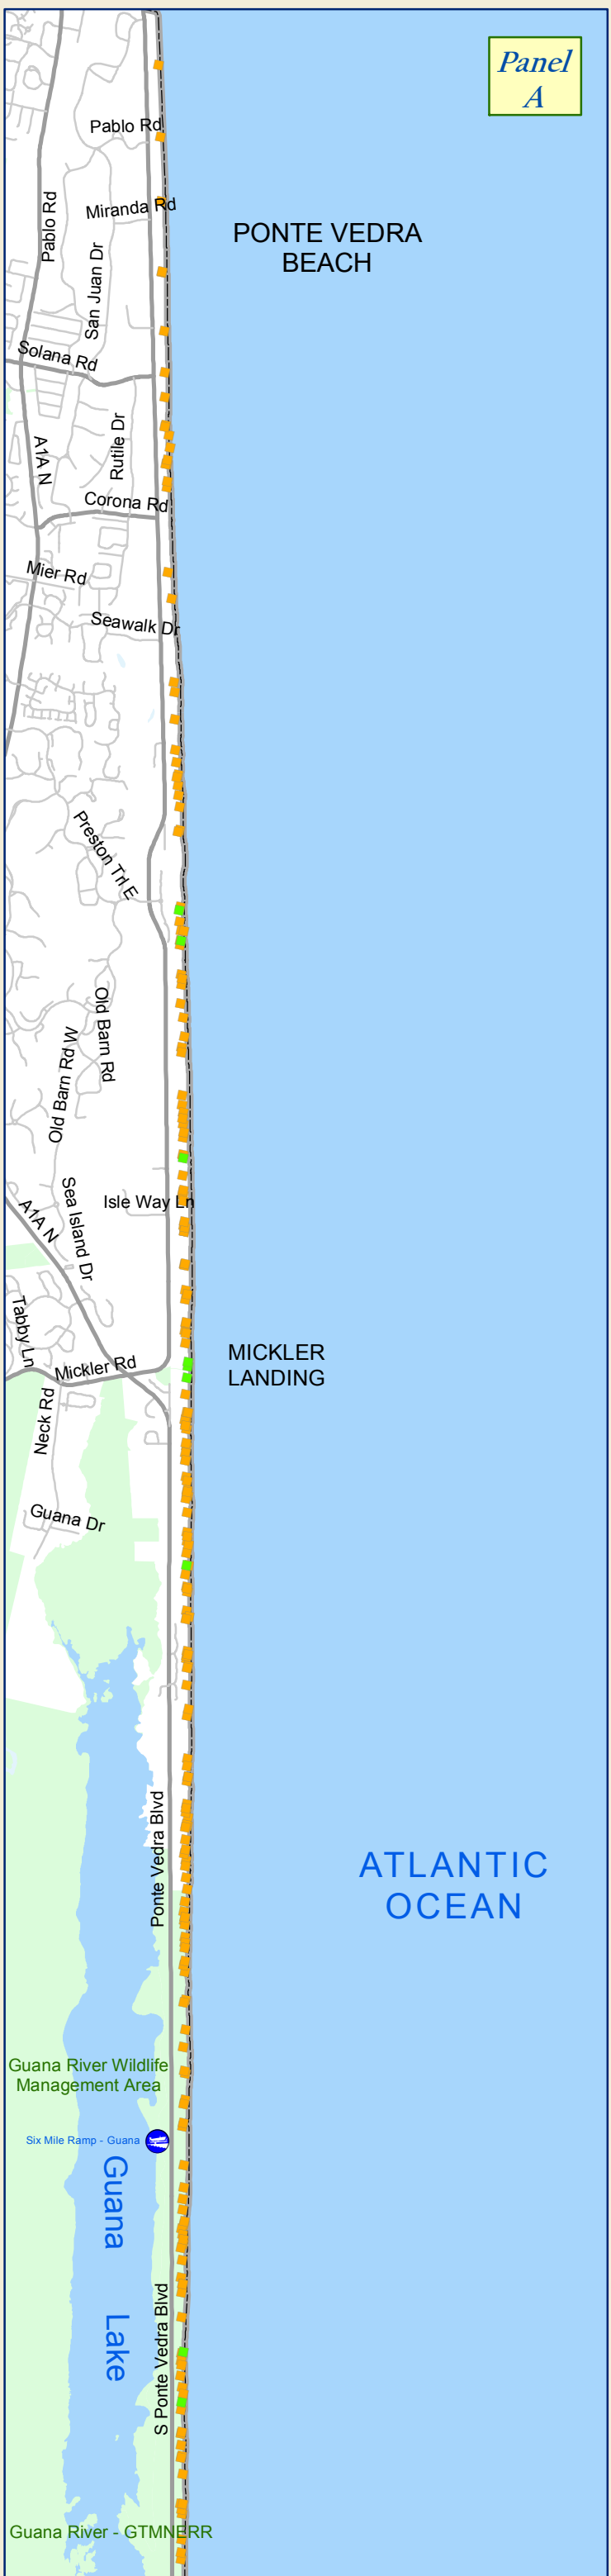 Panel
A
Pablo Rd
Pablo Rd
Miranda Rd
San Juan Dr
PONTE VEDRA
BEACH
Solana Rd
A1A N
Rutile Dr
Corona Rd
Mier Rd
Seawalk Dr
Preston Trl E
Old Barn Rd
Old Barn Rd W
Sea Island Dr
Isle Way Ln
A1A N
Tabby Ln
MICKLER
LANDING
Mickler Rd
Neck Rd
Guana Dr
Ponte Vedra Blvd
ATLANTIC
OCEAN
Guana River Wildlife
Management Area
Six Mile Ramp - Guana
Guana
Lake
S Ponte Vedra Blvd
Guana River - GTMNERR